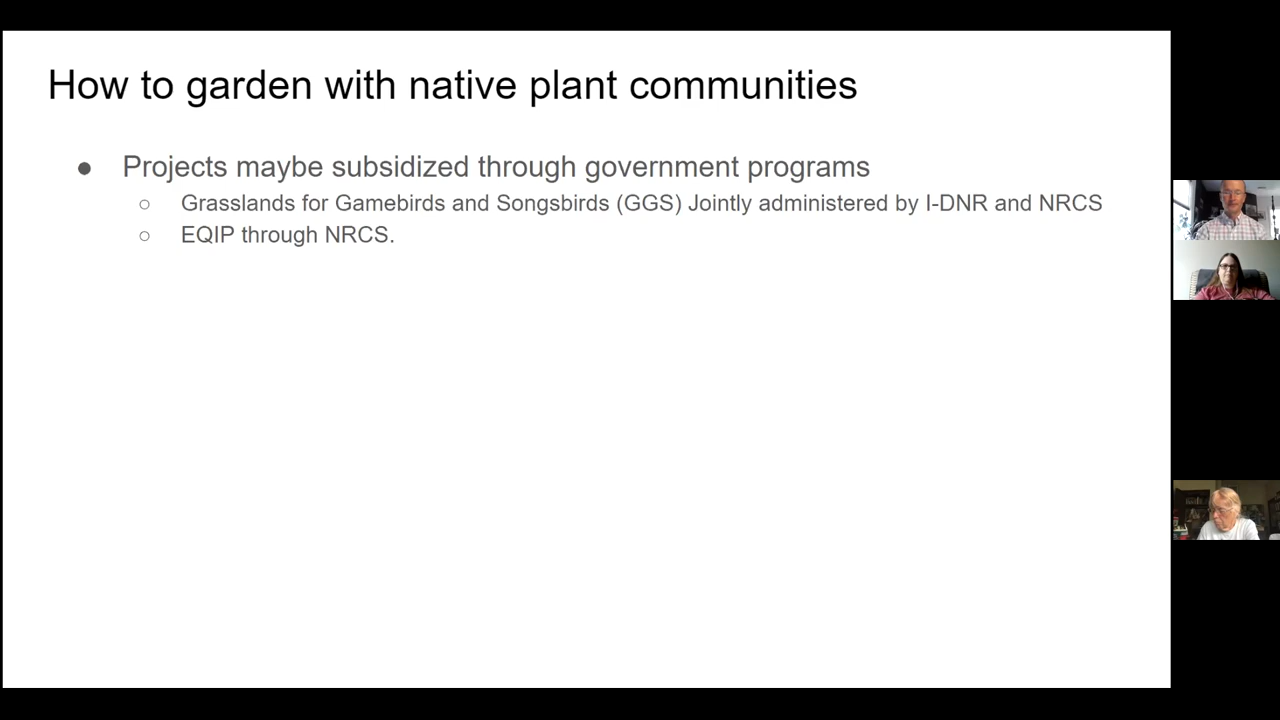 How to garden with native plant communities
● Projects maybe subsidized through government programs
○ Grasslands for Gamebirds and Songsbirds (GGS) Jointly administered by I-DNR and NRCS
○ EQIP through NRCS.